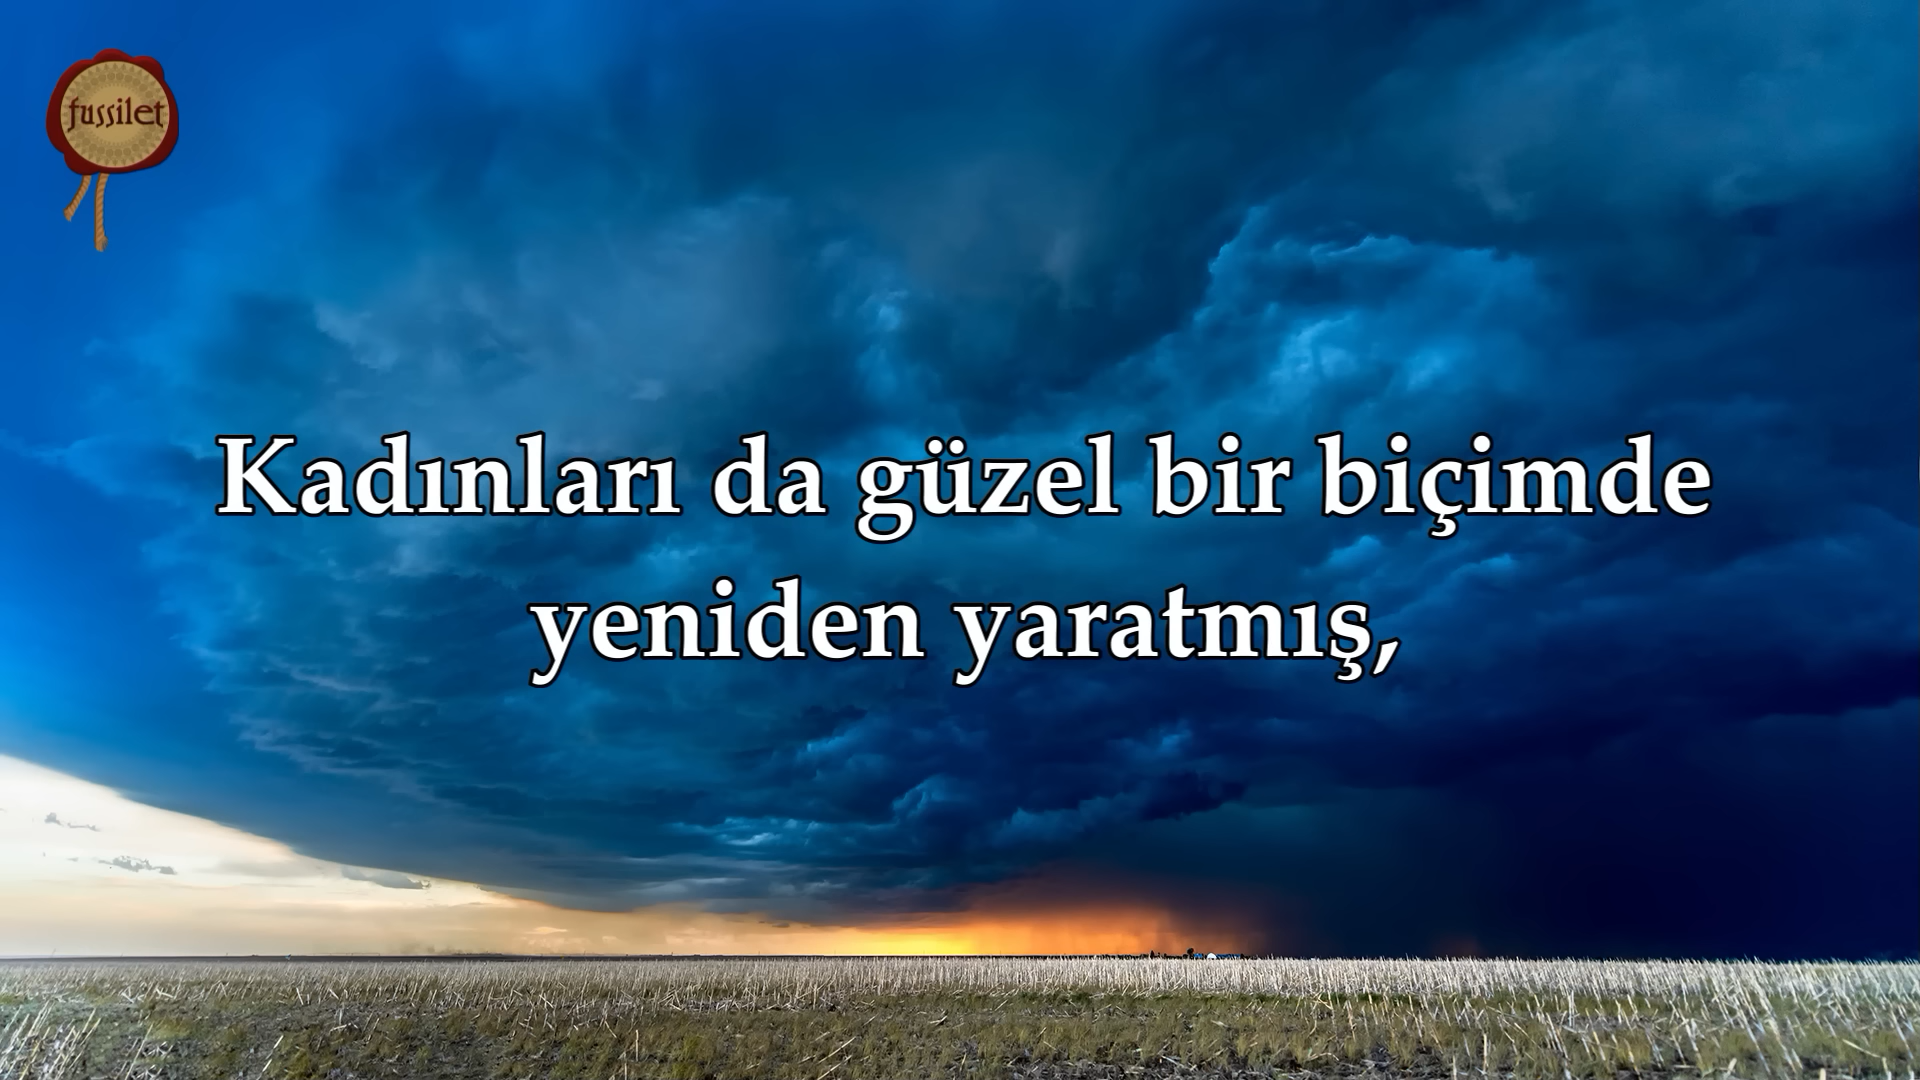 fussilet
Kadınları da güzel bir biçimde
yeniden yaratmış,